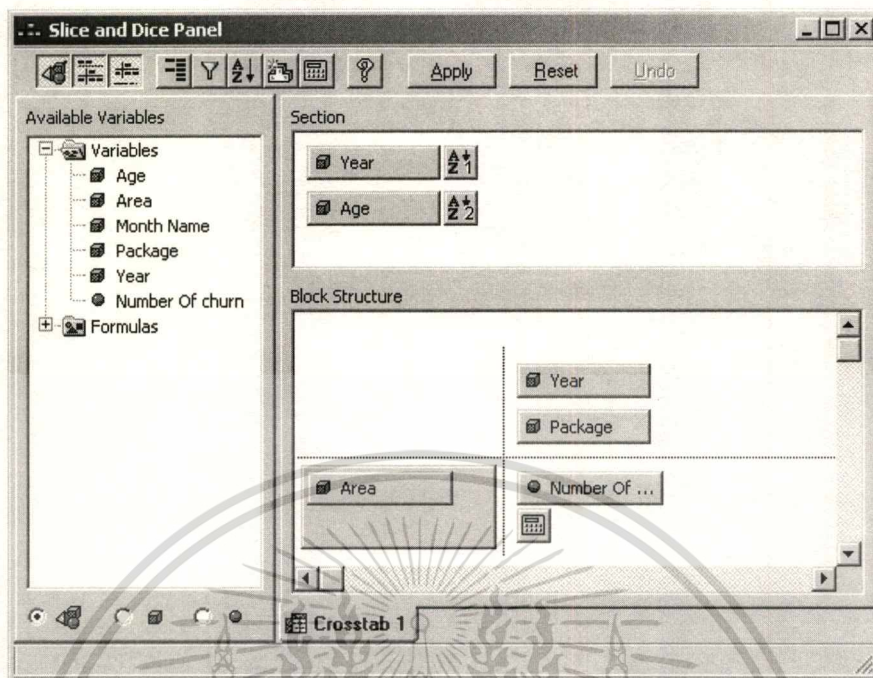 Slice and Dice Panel
Apply Reset Undo
Available Variables
Variables
Age
Area
Month Name
Package
Year
Number Of churn
Formulas
Section
Year
Age
Block Structure
Year
Package
Area
Number Of ...
Crosstab 1